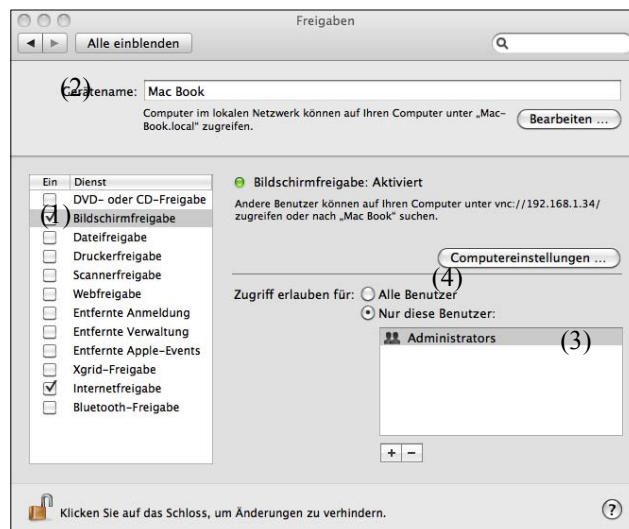 Freigaben
Alle einblenden
(2)
Gerätename: Mac Book
Computer im lokalen Netzwerk können auf Ihren Computer unter „Mac-
Book.local“ zugreifen.
Bearbeiten ...
Ein Dienst
DVD- oder CD-Freigabe
(1)
Bildschirmfreigabe
Dateifreigabe
Druckerfreigabe
Scannerfreigabe
Webfreigabe
Entfernte Anmeldung
Entfernte Verwaltung
Entfernte Apple-Events
Xgrid-Freigabe
Internetfreigabe
Bluetooth-Freigabe
Bildschirmfreigabe: Aktiviert
Andere Benutzer können auf Ihren Computer unter vnc://192.168.1.34/
zugreifen oder nach „Mac Book“ suchen.
Computereinstellungen ...
(4)
Zugriff erlauben für: Alle Benutzer
Nur diese Benutzer:
Administrators
(3)
+ −
Klicken Sie auf das Schloss, um Änderungen zu verhindern.
?